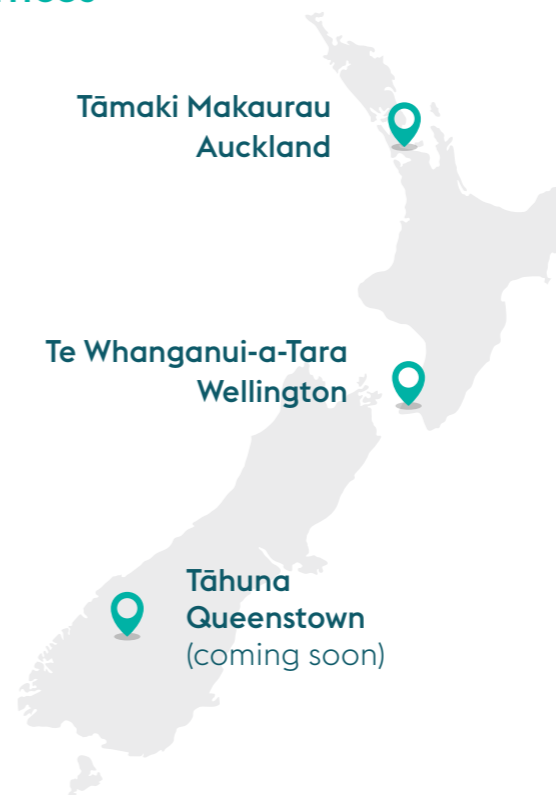 Tāmaki Makaurau
Auckland
Te Whanganui-a-Tara
Wellington
Tāhuna
Queenstown
(coming soon)